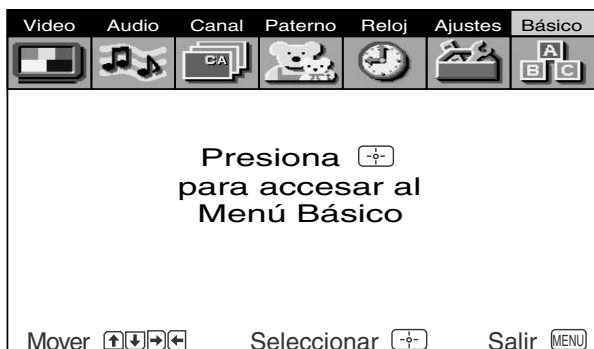 Video Audio Canal Paterno Reloj Ajustes Básico
CA A B C
Presiona
para accesar al
Menú Básico
Mover Seleccionar Salir MENU